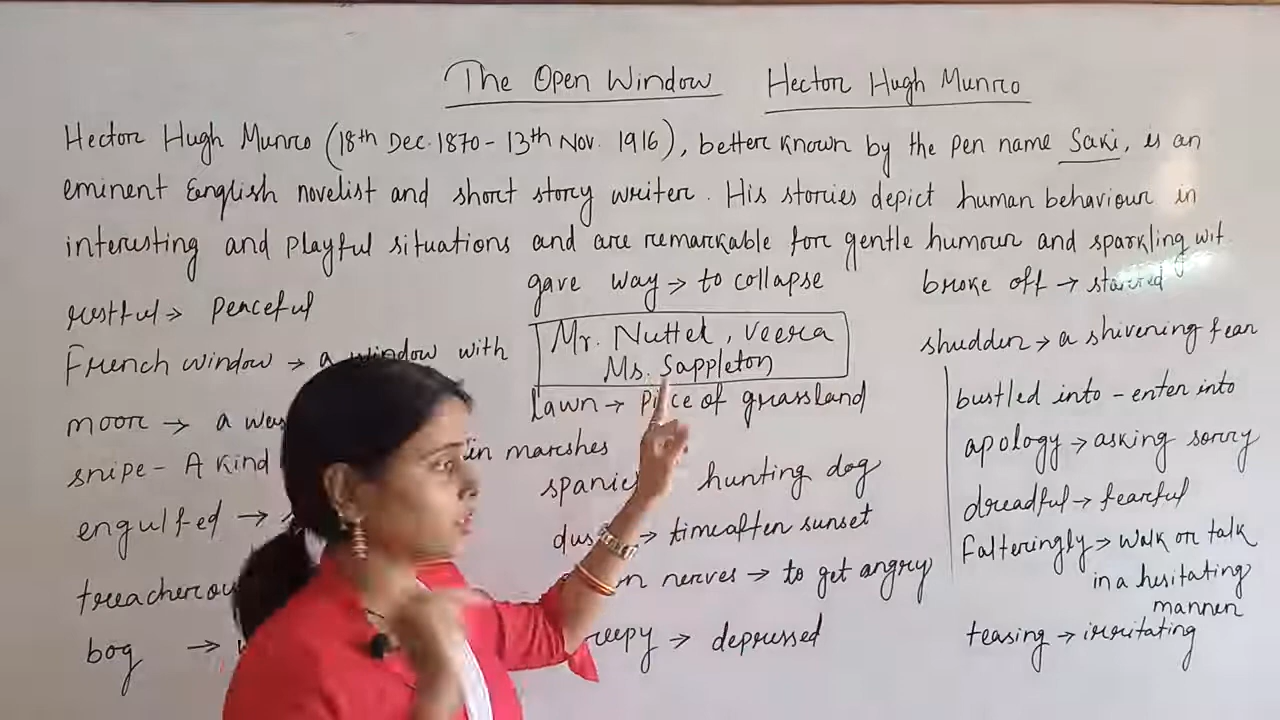 The Open Window Hector Hugh Munro
Hector Hugh Munro (18th Dec. 1870 - 13th Nov. 1916), better known by the pen name Saki, is an
eminent English novelist and short story writer. His stories depict human behaviour in
interesting and playful situations and are remarkable for gentle humour and sparkling wit
restful → peaceful
French window → a window with
moor → a
snipe - A kind in marshes
engulfed →
bog →
gave way → to collapse
Mr. Nuttel, Veera
Ms. Sappleton
Lawn → piece of grassland
hunting dog
→ time after sunset
on nerves → to get angry
→ depressed
broke off →
shudder → a shivering fear
bustled into - enter into
apology → asking sorry
dreadful → fearful
Falteringly → walk or talk
in a hesitating
manner
teasing → irritating